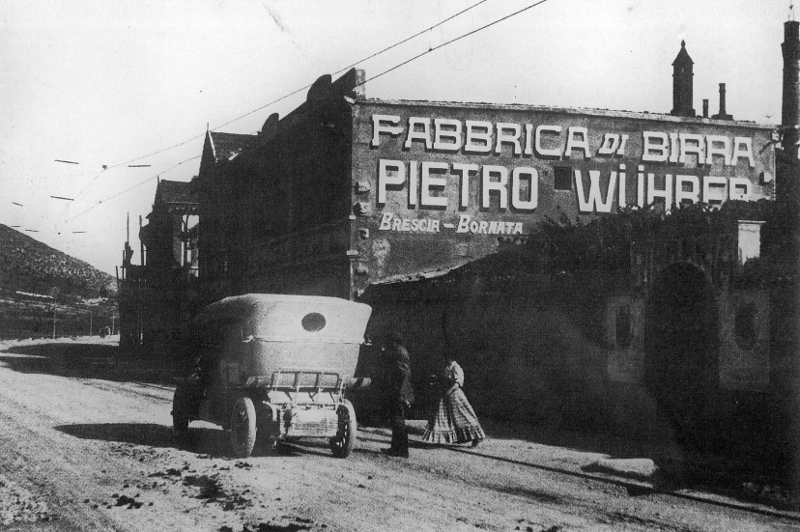 FABBRICA DI BIRRA
PIETRO WÜHRER
BRESCIA - BORNATA